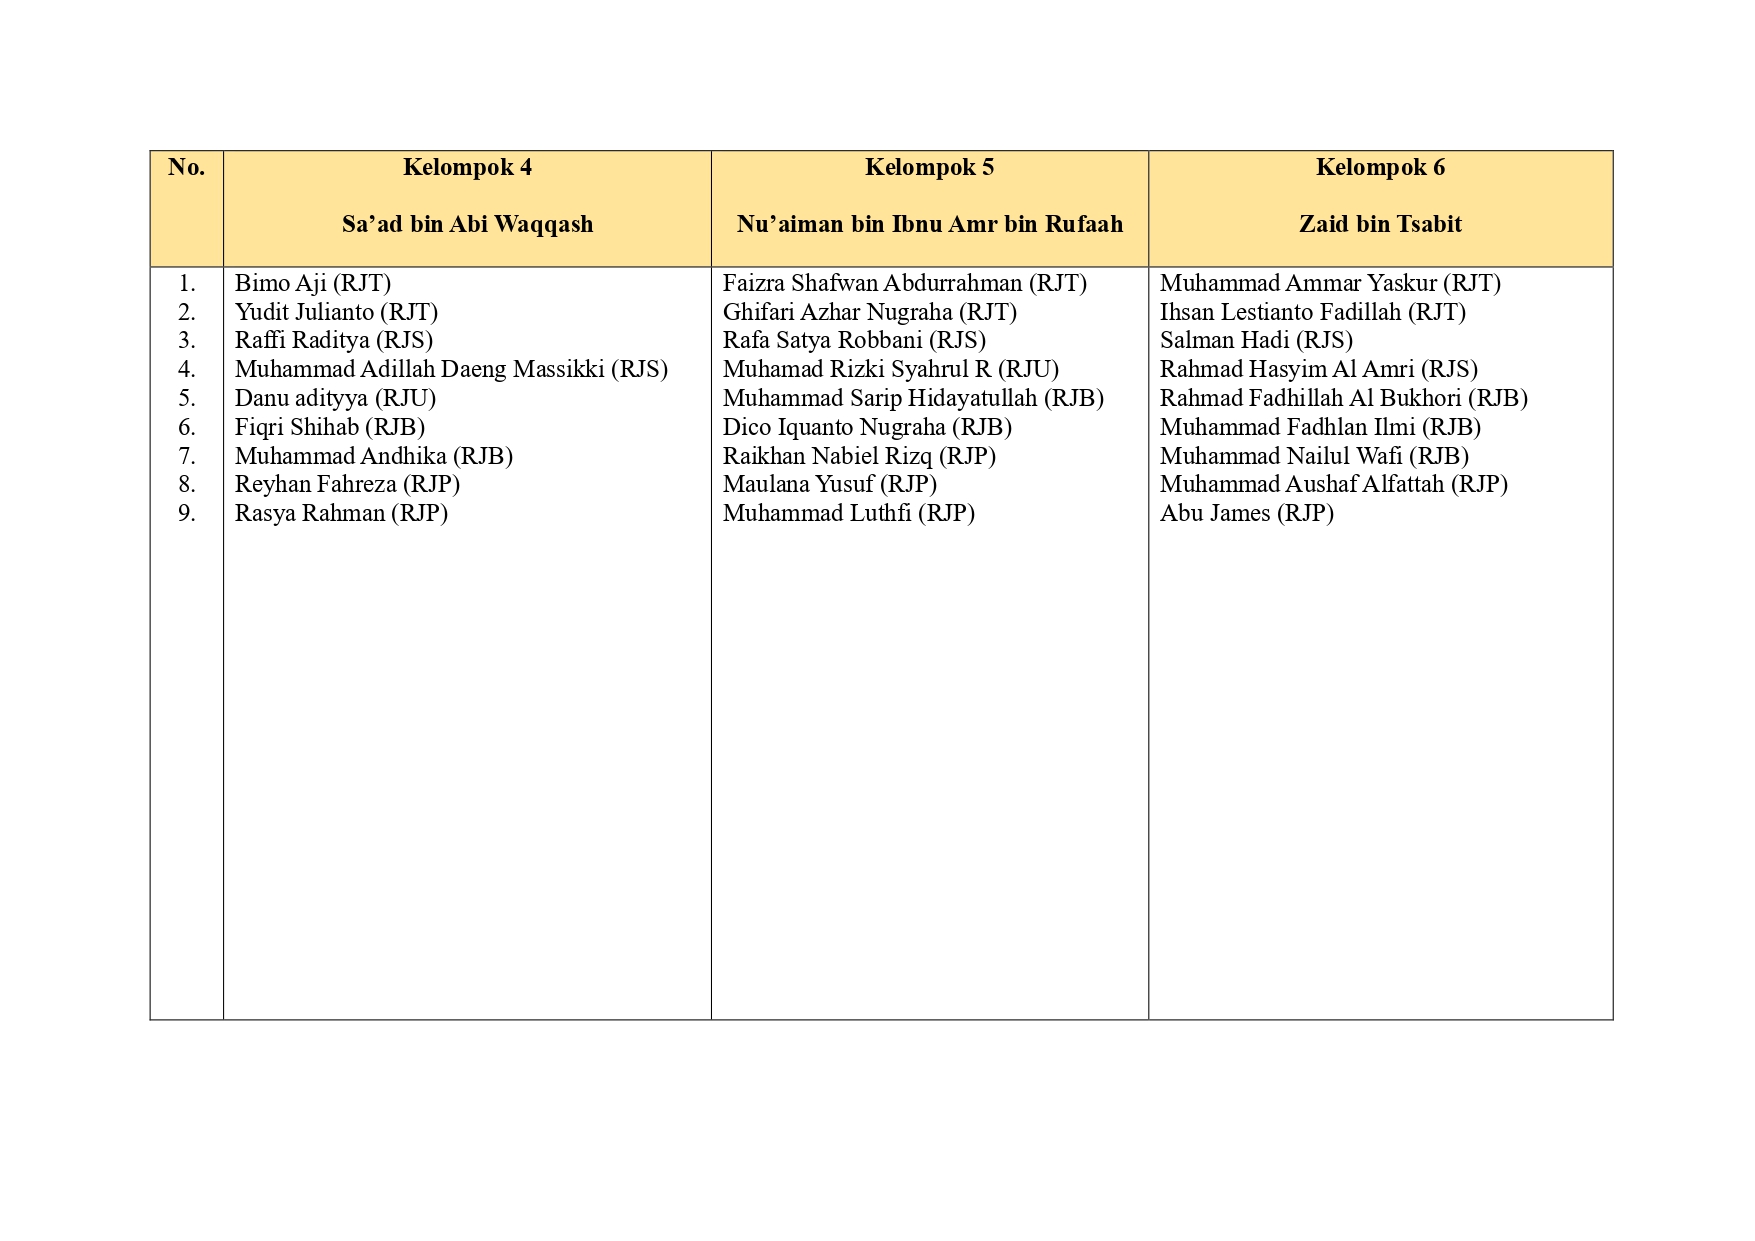 No.
Kelompok 4
Sa’ad bin Abi Waqqash
Kelompok 5
Nu’aiman bin Ibnu Amr bin Rufaah
Kelompok 6
Zaid bin Tsabit
1. Bimo Aji (RJT) Faizra Shafwan Abdurrahman (RJT) Muhammad Ammar Yaskur (RJT)
2. Yudit Julianto (RJT) Ghifari Azhar Nugraha (RJT) Ihsan Lestianto Fadillah (RJT)
3. Raffi Raditya (RJS) Rafa Satya Robbani (RJS) Salman Hadi (RJS)
4. Muhammad Adillah Daeng Massikki (RJS) Muhamad Rizki Syahrul R (RJU) Rahmad Hasyim Al Amri (RJS)
5. Danu adityya (RJU) Muhammad Sarip Hidayatullah (RJB) Rahmad Fadhillah Al Bukhori (RJB)
6. Fiqri Shihab (RJB) Dico Iquanto Nugraha (RJB) Muhammad Fadhlan Ilmi (RJB)
7. Muhammad Andhika (RJB) Raikhan Nabiel Rizq (RJP) Muhammad Nailul Wafi (RJB)
8. Reyhan Fahreza (RJP) Maulana Yusuf (RJP) Muhammad Aushaf Alfattah (RJP)
9. Rasya Rahman (RJP) Muhammad Luthfi (RJP) Abu James (RJP)